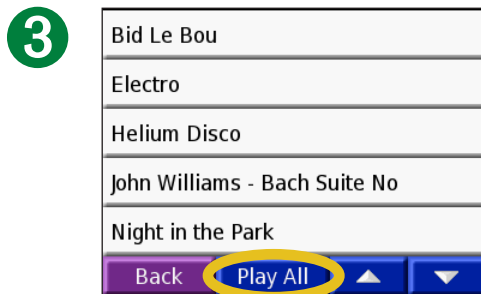 3
Bid Le Bou
Electro
Helium Disco
John Williams - Bach Suite No
Night in the Park
Back Play All